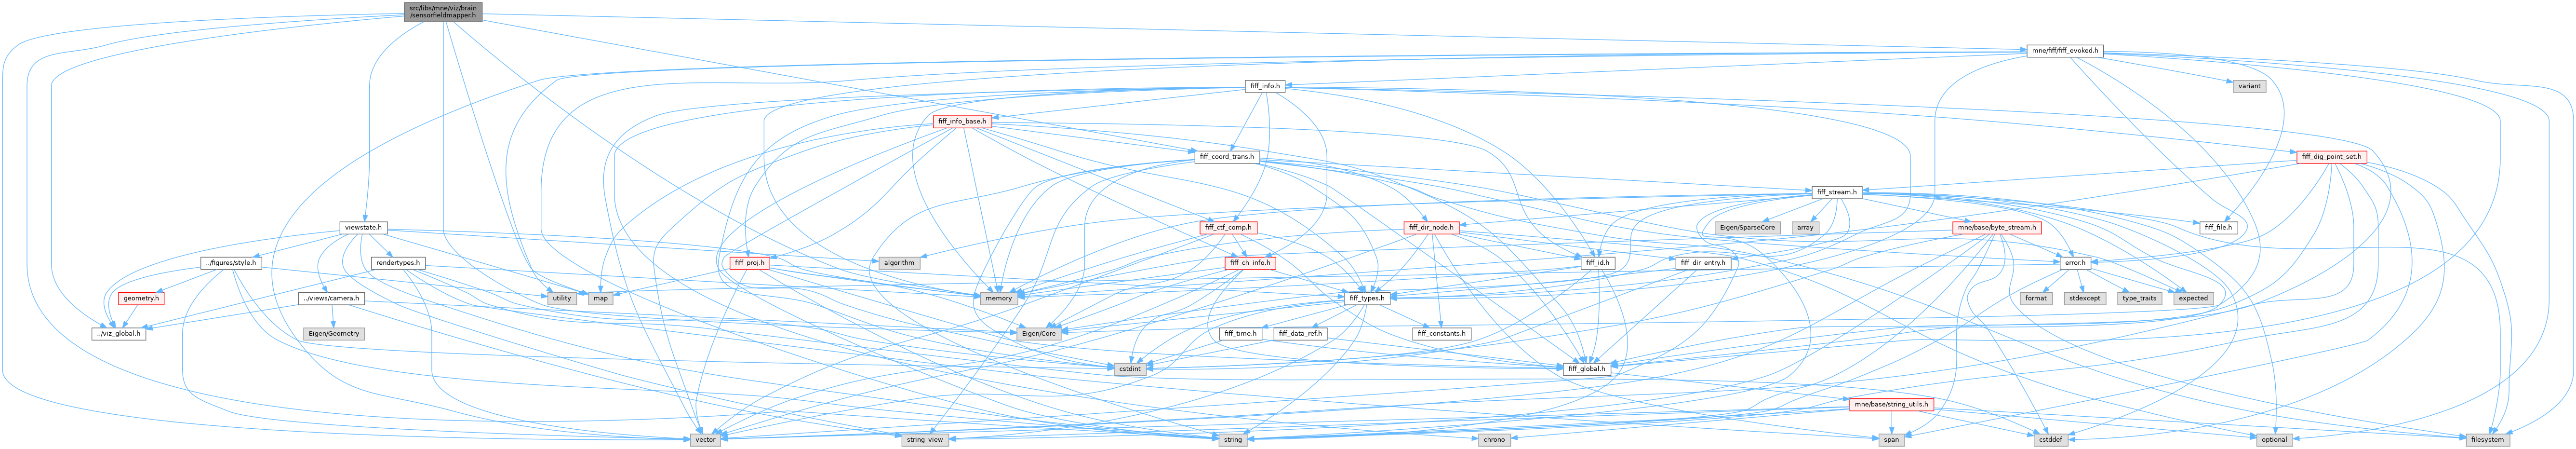 src/libs/mne/viz/brain
/sensorfieldmapper.h
mne/fiff/fiff_evoked.h
fiff_info.h
variant
fiff_info_base.h
fiff_coord_trans.h
fiff_dig_point_set.h
fiff_stream.h
viewstate.h
fiff_ctf_comp.h
fiff_dir_node.h
Eigen/SparseCore
array
mne/base/byte_stream.h
fiff_file.h
../figures/style.h
rendertypes.h
algorithm
fiff_proj.h
fiff_ch_info.h
fiff_id.h
fiff_dir_entry.h
error.h
geometry.h
../views/camera.h
utility
map
memory
fiff_types.h
format
stdexcept
type_traits
expected
../viz_global.h
Eigen/Geometry
Eigen/Core
fiff_time.h
fiff_data_ref.h
fiff_constants.h
cstdint
fiff_global.h
mne/base/string_utils.h
vector
string_view
string
chrono
span
cstddef
optional
filesystem